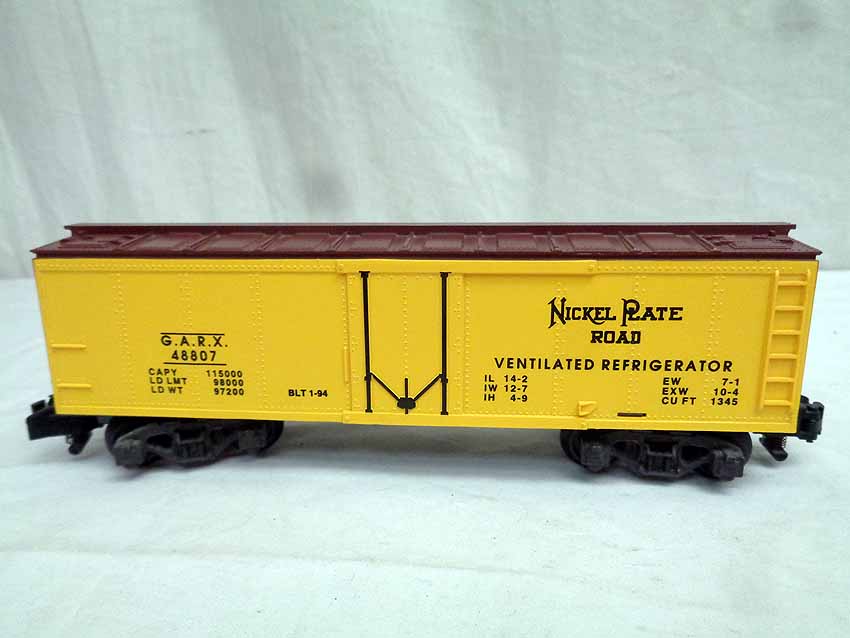 G.A.R.X.
48807
CAPY 115000
LD LMT 98000
LD WT 97200
BLT 1-94
NICKEL PLATE
ROAD
VENTILATED REFRIGERATOR
IL 14-2 EW 7-1
IW 12-7 EXW 10-4
IH 4-9 CU FT 1345